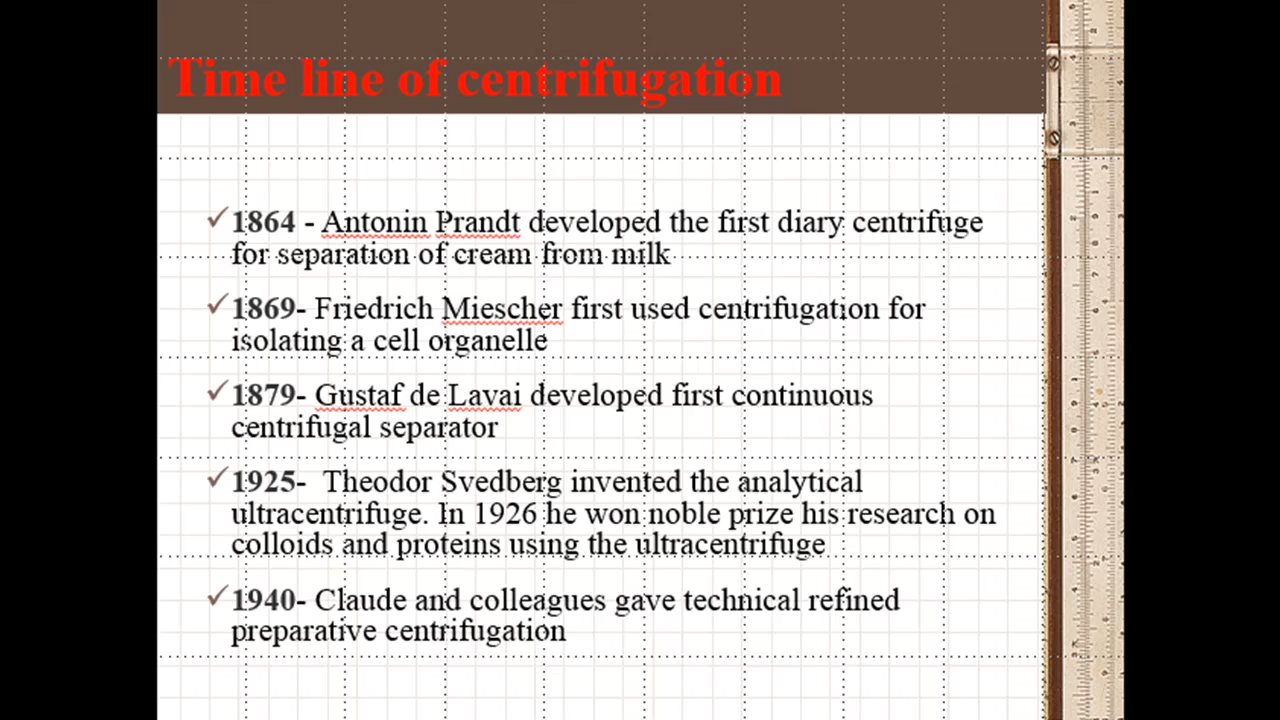 Time line of centrifugation
✓1864 - Antonin Prandt developed the first diary centrifuge
for separation of cream from milk
✓1869- Friedrich Miescher first used centrifugation for
isolating a cell organelle
✓1879- Gustaf de Lavai developed first continuous
centrifugal separator
✓1925- Theodor Svedberg invented the analytical
ultracentrifuge. In 1926 he won noble prize his research on
colloids and proteins using the ultracentrifuge
✓1940- Claude and colleagues gave technical refined
preparative centrifugation